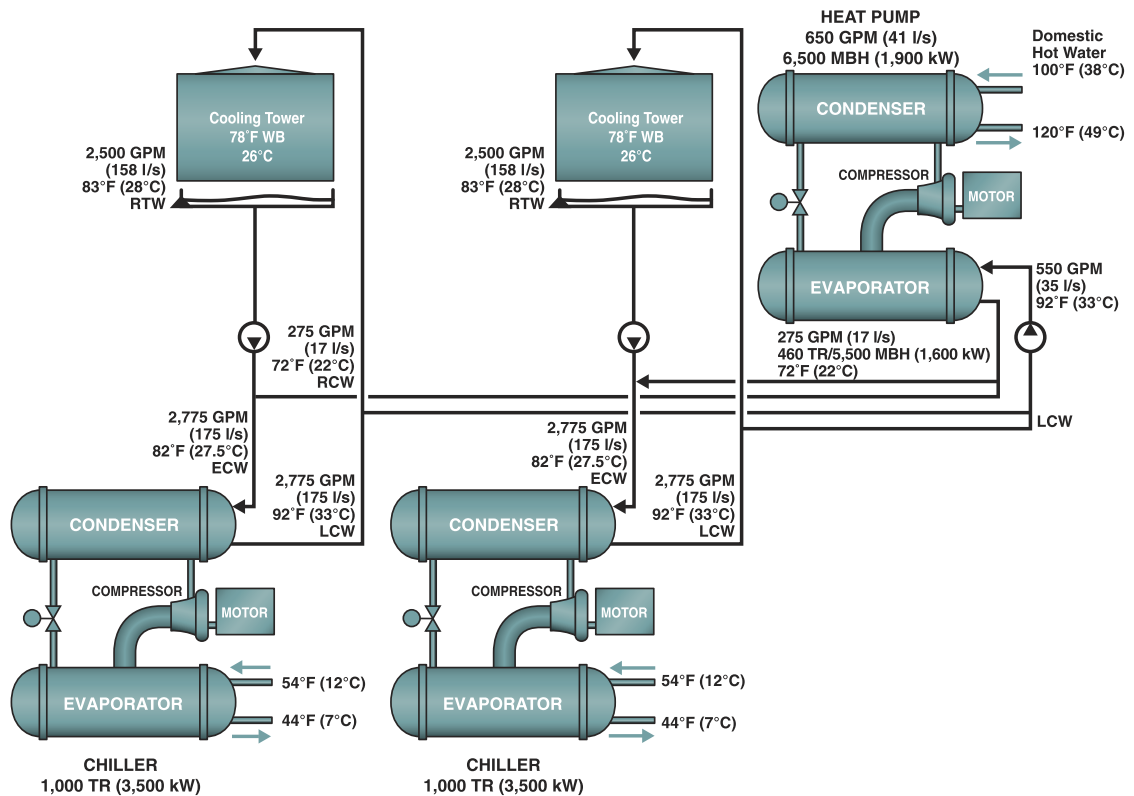 HEAT PUMP
650 GPM (41 l/s)
6,500 MBH (1,900 kW)
Domestic
Hot Water
100°F (38°C)
120°F (49°C)
CONDENSER
COMPRESSOR
MOTOR
EVAPORATOR
550 GPM
(35 l/s)
92˚F (33°C)
275 GPM (17 l/s)
460 TR/5,500 MBH (1,600 kW)
72˚F (22°C)
LCW
Cooling Tower
78˚F WB
26°C
2,500 GPM
(158 l/s)
83˚F (28°C)
RTW
Cooling Tower
78˚F WB
26°C
2,500 GPM
(158 l/s)
83˚F (28°C)
RTW
275 GPM
(17 l/s)
72˚F (22°C)
RCW
2,775 GPM
(175 l/s)
82˚F (27.5°C)
ECW
2,775 GPM
(175 l/s)
92˚F (33°C)
LCW
CONDENSER
COMPRESSOR
MOTOR
EVAPORATOR
54°F (12°C)
44°F (7°C)
CHILLER
1,000 TR (3,500 kW)
2,775 GPM
(175 l/s)
82˚F (27.5°C)
ECW
2,775 GPM
(175 l/s)
92˚F (33°C)
LCW
CONDENSER
COMPRESSOR
MOTOR
EVAPORATOR
54°F (12°C)
44°F (7°C)
CHILLER
1,000 TR (3,500 kW)